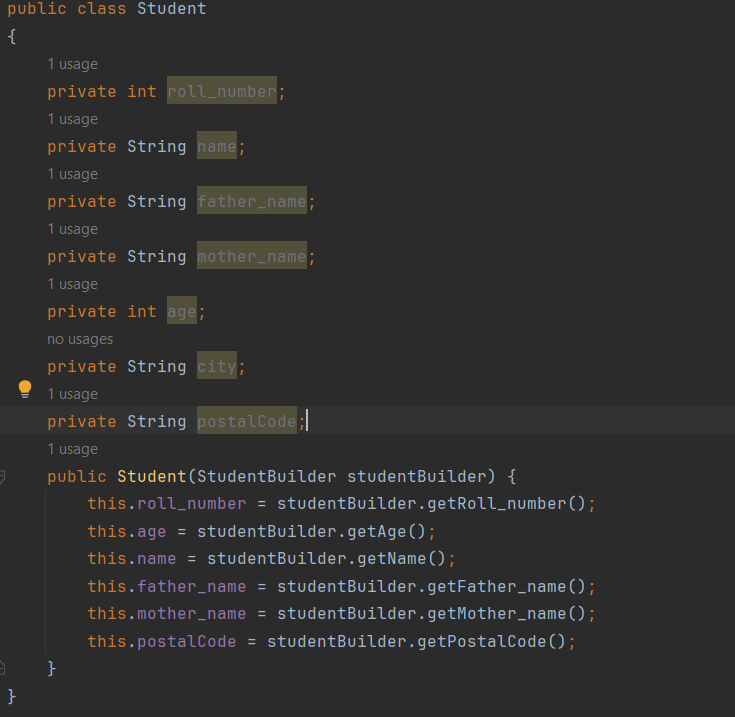 public class Student
{
1 usage
private int roll_number;
1 usage
private String name;
1 usage
private String father_name;
1 usage
private String mother_name;
1 usage
private int age;
no usages
private String city;
1 usage
private String postalCode;
1 usage
public Student(StudentBuilder studentBuilder) {
this.roll_number = studentBuilder.getRoll_number();
this.age = studentBuilder.getAge();
this.name = studentBuilder.getName();
this.father_name = studentBuilder.getFather_name();
this.mother_name = studentBuilder.getMother_name();
this.postalCode = studentBuilder.getPostalCode();
}
}